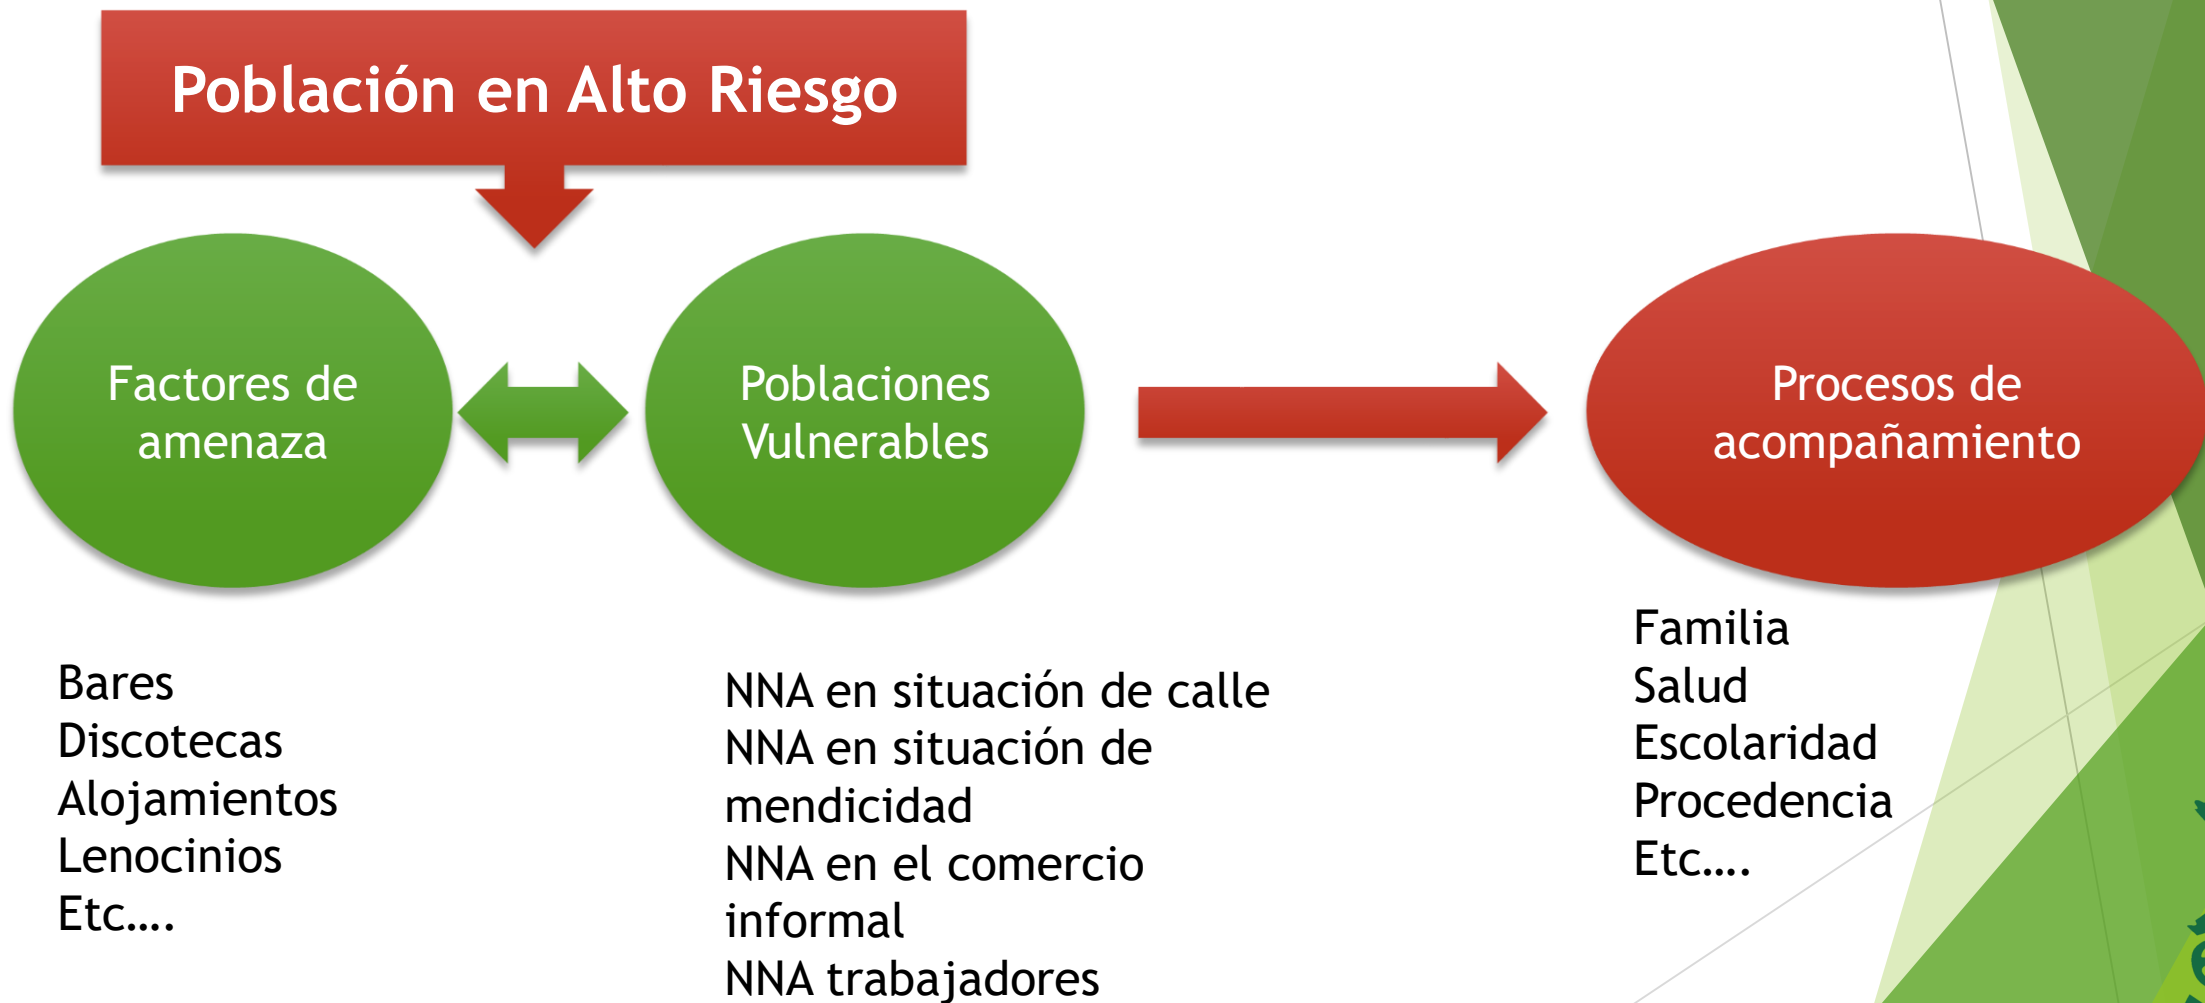 Población en Alto Riesgo
Factores de
amenaza
Poblaciones
Vulnerables
Procesos de
acompañamiento
Bares
Discotecas
Alojamientos
Lenocinios
Etc….
NNA en situación de calle
NNA en situación de
mendicidad
NNA en el comercio
informal
NNA trabajadores
Familia
Salud
Escolaridad
Procedencia
Etc….